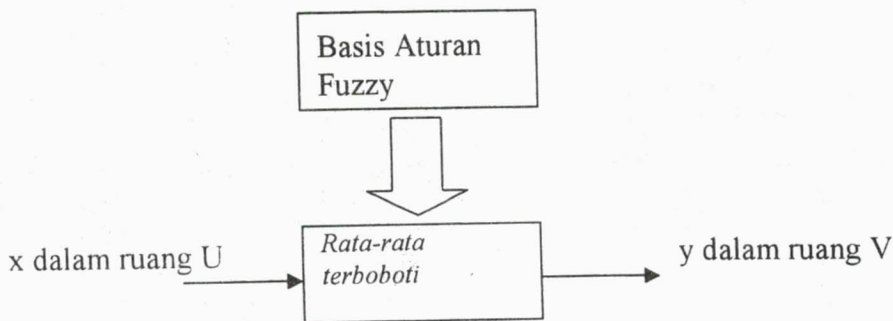 Basis Aturan
Fuzzy
x dalam ruang U
Rata-rata
terboboti
y dalam ruang V